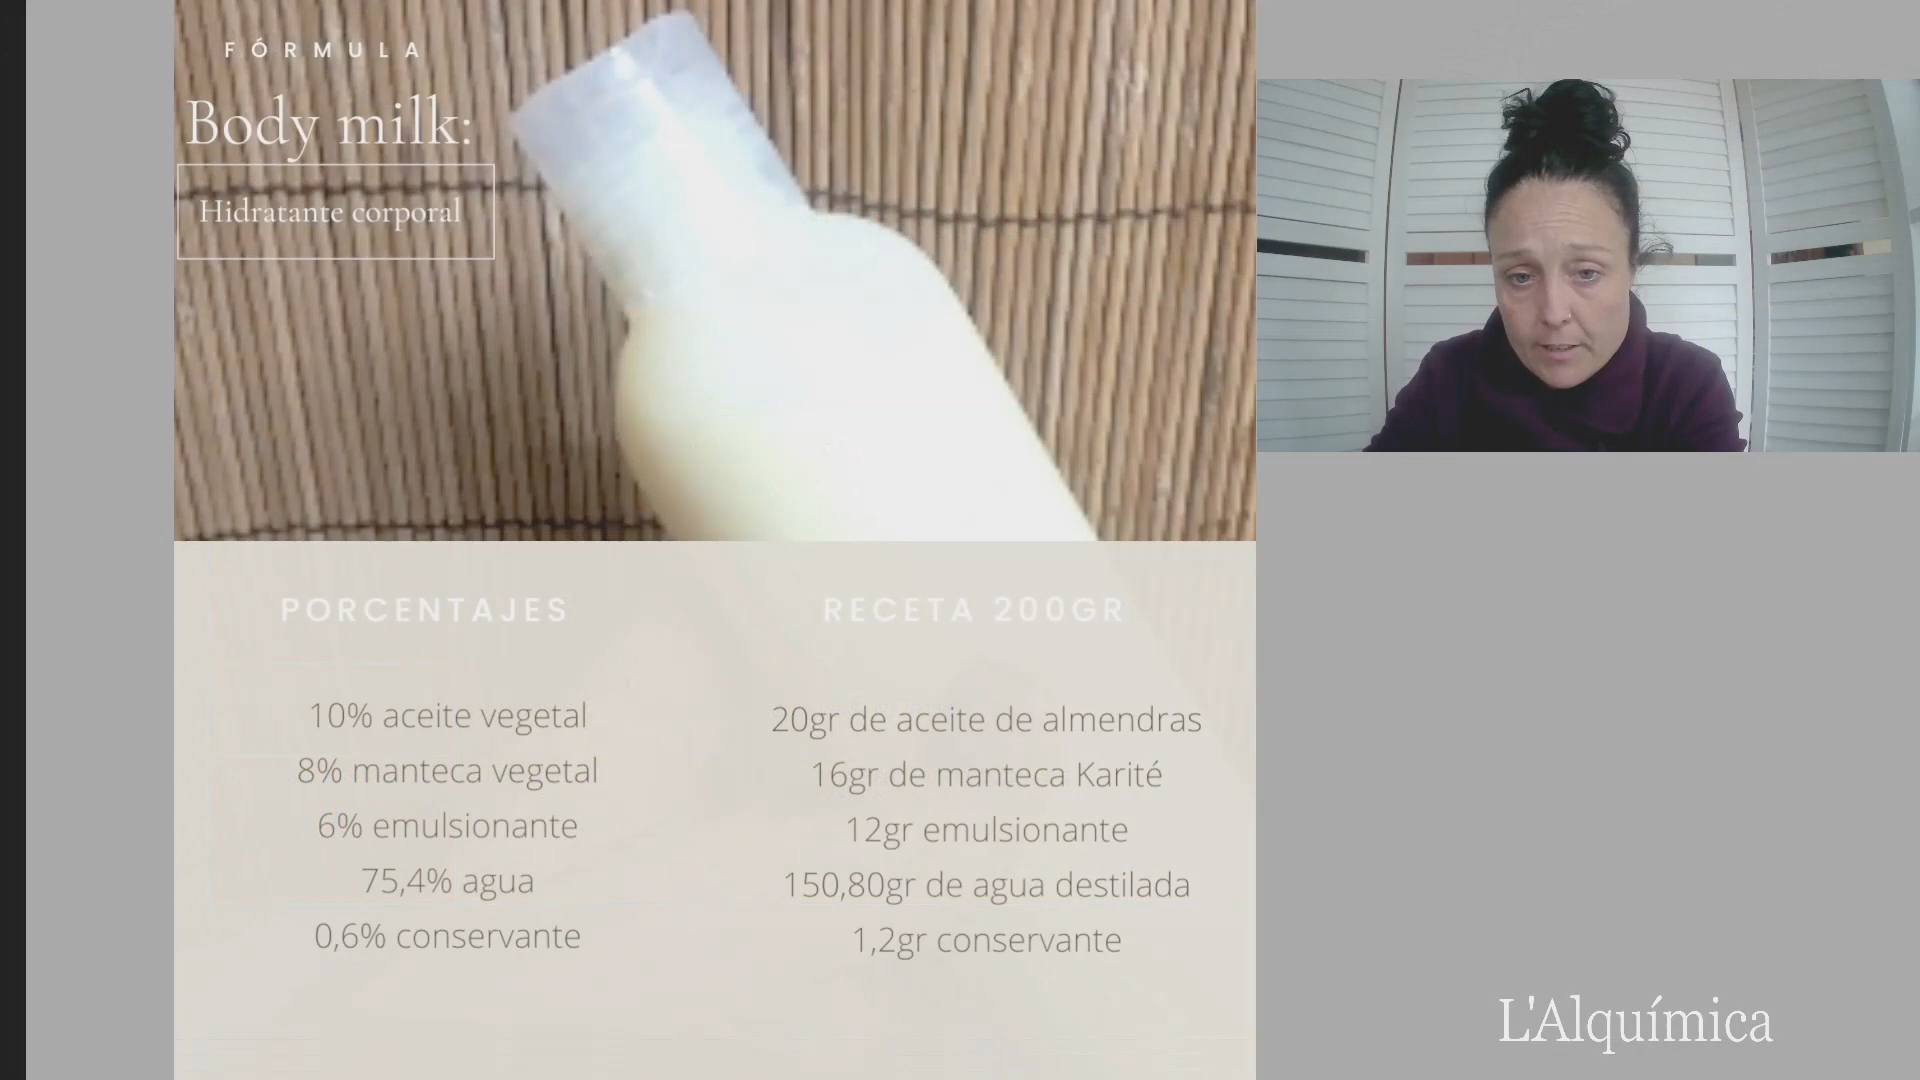 FÓRMULA
Body milk:
Hidratante corporal
PORCENTAJES
10% aceite vegetal
8% manteca vegetal
6% emulsionante
75,4% agua
0,6% conservante
RECETA 200GR
20gr de aceite de almendras
16gr de manteca Karité
12gr emulsionante
150,80gr de agua destilada
1,2gr conservante
L'Alquímica